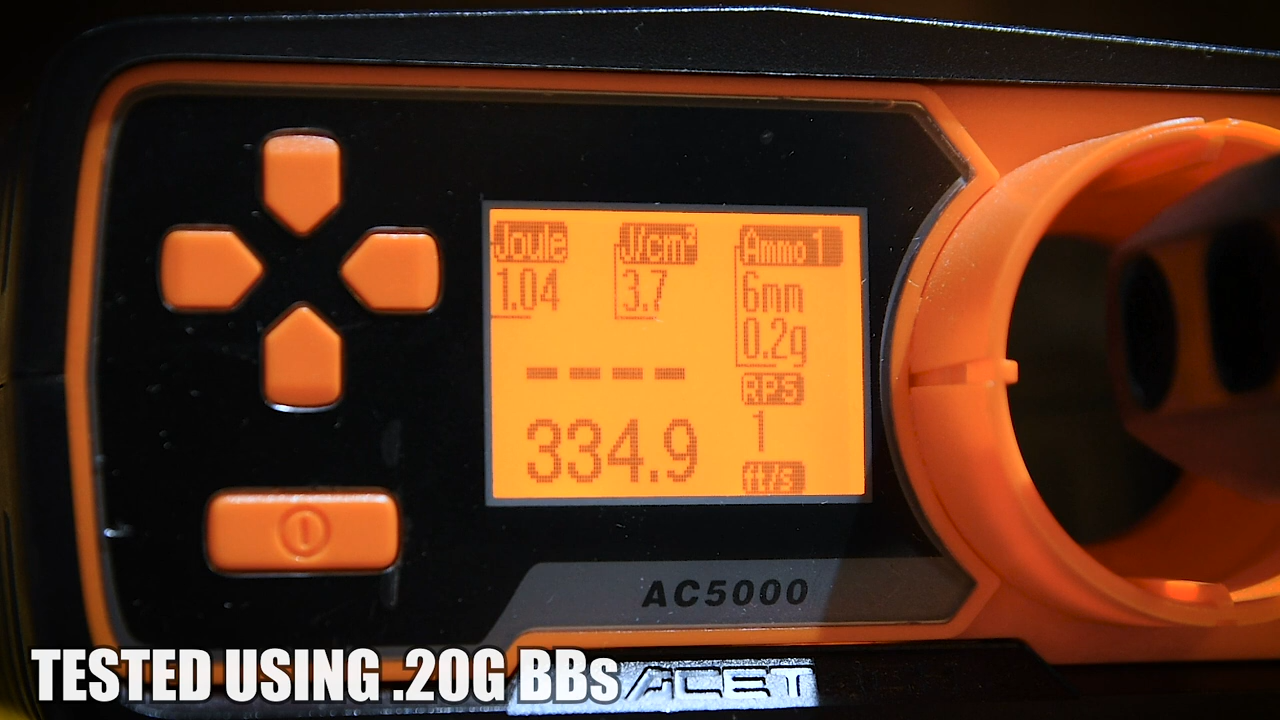 Joule J/cm² Ammo 1
1.04 3.7 6mm
0.2g
----
RPS
334.9 1
ft/s
AC5000
TESTED USING .20G BBs
ACET